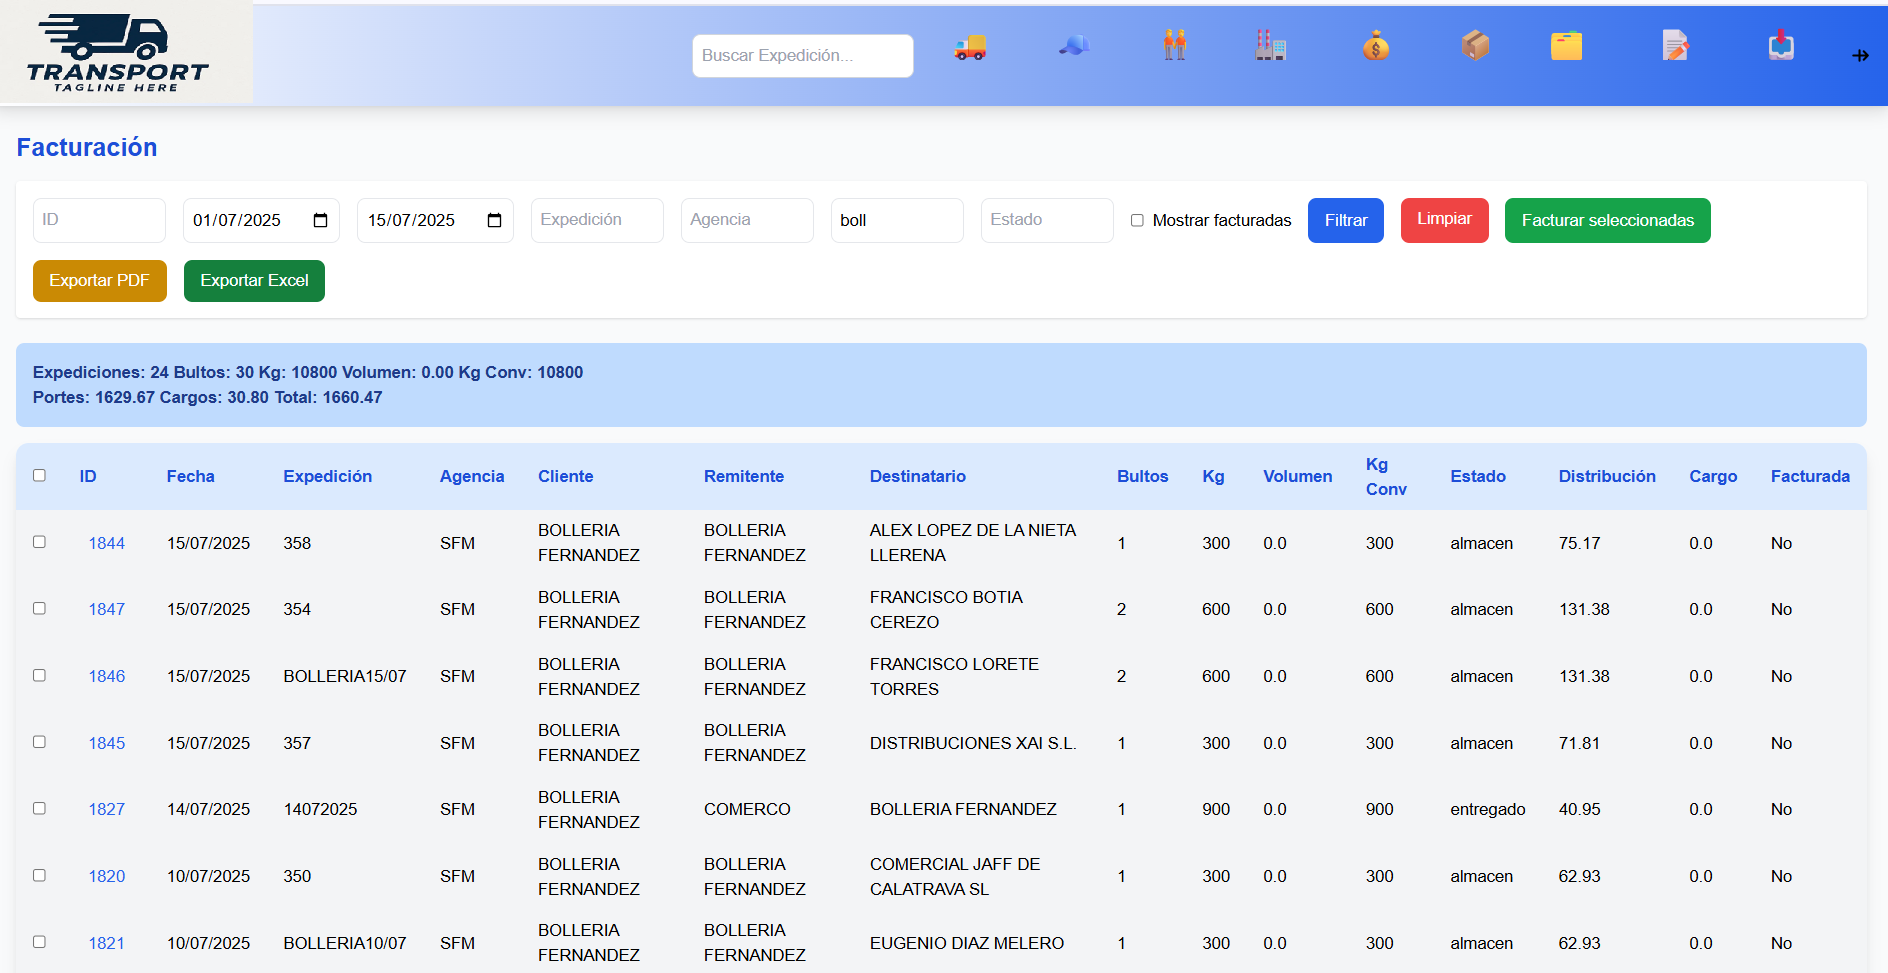 TRANSPORT
TAGLINE HERE
Buscar Expedición...
Facturación
ID 01/07/2025 15/07/2025 Expedición Agencia boll Estado Mostrar facturadas Filtrar Limpiar Facturar seleccionadas
Exportar PDF Exportar Excel
Expediciones: 24 Bultos: 30 Kg: 10800 Volumen: 0.00 Kg Conv: 10800
Portes: 1629.67 Cargos: 30.80 Total: 1660.47
ID Fecha Expedición Agencia Cliente Remitente Destinatario Bultos Kg Volumen Kg Conv Estado Distribución Cargo Facturada
1844 15/07/2025 358 SFM BOLLERIA FERNANDEZ BOLLERIA FERNANDEZ ALEX LOPEZ DE LA NIETA LLERENA 1 300 0.0 300 almacen 75.17 0.0 No
1847 15/07/2025 354 SFM BOLLERIA FERNANDEZ BOLLERIA FERNANDEZ FRANCISCO BOTIA CEREZO 2 600 0.0 600 almacen 131.38 0.0 No
1846 15/07/2025 BOLLERIA15/07 SFM BOLLERIA FERNANDEZ BOLLERIA FERNANDEZ FRANCISCO LORETE TORRES 2 600 0.0 600 almacen 131.38 0.0 No
1845 15/07/2025 357 SFM BOLLERIA FERNANDEZ BOLLERIA FERNANDEZ DISTRIBUCIONES XAI S.L. 1 300 0.0 300 almacen 71.81 0.0 No
1827 14/07/2025 14072025 SFM BOLLERIA FERNANDEZ COMERCO BOLLERIA FERNANDEZ 1 900 0.0 900 entregado 40.95 0.0 No
1820 10/07/2025 350 SFM BOLLERIA FERNANDEZ BOLLERIA FERNANDEZ COMERCIAL JAFF DE CALATRAVA SL 1 300 0.0 300 almacen 62.93 0.0 No
1821 10/07/2025 BOLLERIA10/07 SFM BOLLERIA FERNANDEZ BOLLERIA FERNANDEZ EUGENIO DIAZ MELERO 1 300 0.0 300 almacen 62.93 0.0 No